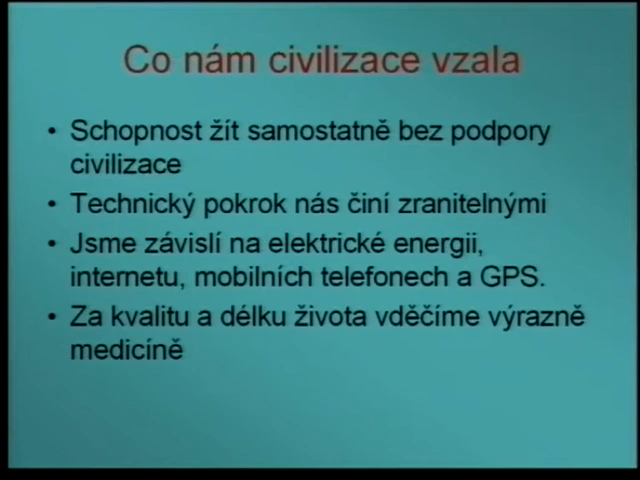 Co nám civilizace vzala
• Schopnost žít samostatně bez podpory
civilizace
• Technický pokrok nás činí zranitelnými
• Jsme závislí na elektrické energii,
internetu, mobilních telefonech a GPS.
• Za kvalitu a délku života vděčíme výrazně
medicíně